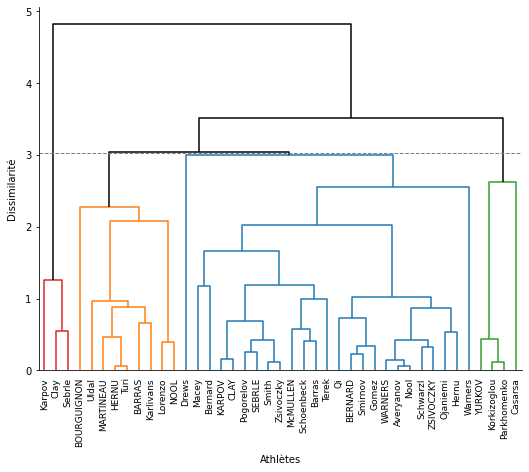 5
4
3
2
1
0
Dissimilarité
Karpov
Clay
Sebrle
BOURGUIGNON
Uldal
MARTINEAU
HERNU
Turi
BARRAS
Karlivans
Lorenzo
NOOL
Drews
Macey
Bernard
KARPOV
CLAY
Pogorelov
SEBRLE
Smith
Zsivoczky
McMULLEN
Schoenbeck
Barras
Terek
Qi
BERNARD
Smirnov
Gomez
WARNERS
Averyanov
Nool
Schwarzl
ZSIVOCZKY
Ojaniemi
Hernu
Warners
YURKOV
Korkizoglou
Parkhomenko
Casarsa
Athlètes